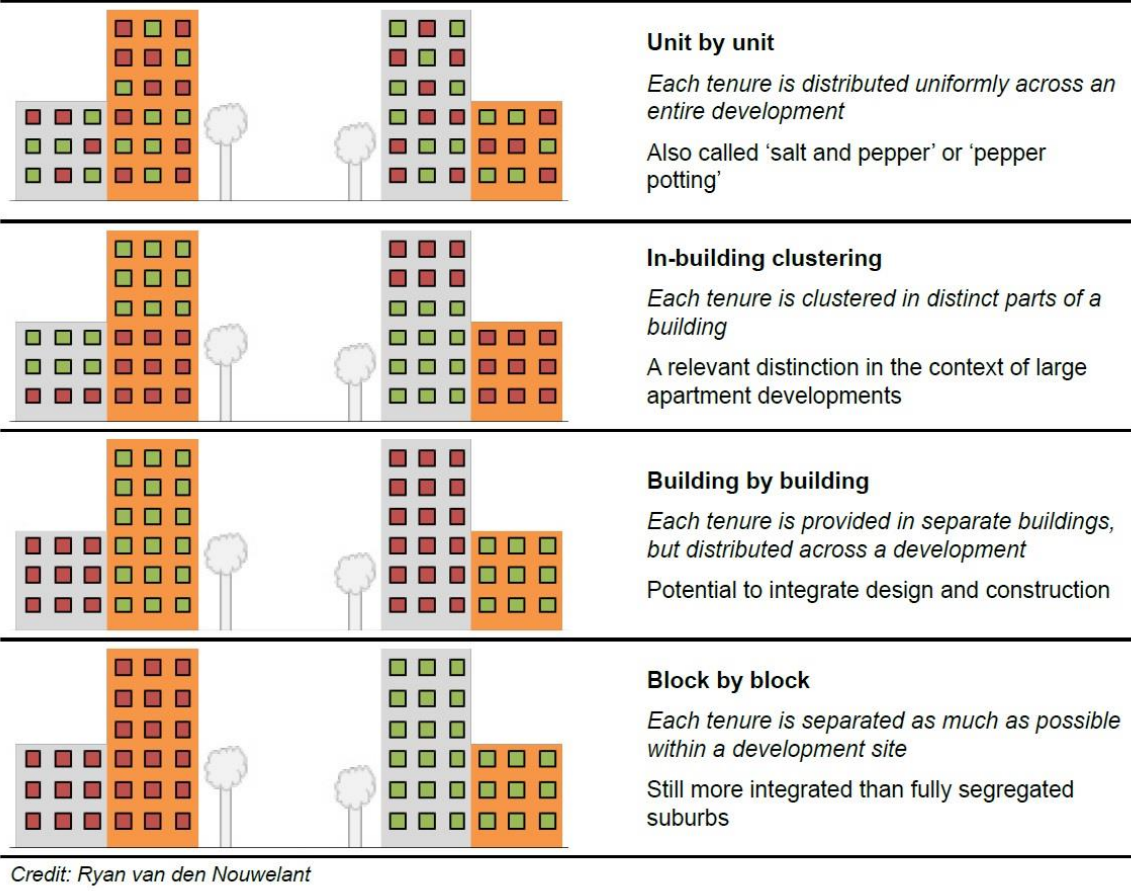 Unit by unit
Each tenure is distributed uniformly across an
entire development
Also called ‘salt and pepper’ or ‘pepper
potting’
In-building clustering
Each tenure is clustered in distinct parts of a
building
A relevant distinction in the context of large
apartment developments
Building by building
Each tenure is provided in separate buildings,
but distributed across a development
Potential to integrate design and construction
Block by block
Each tenure is separated as much as possible
within a development site
Still more integrated than fully segregated
suburbs
Credit: Ryan van den Nouwelant